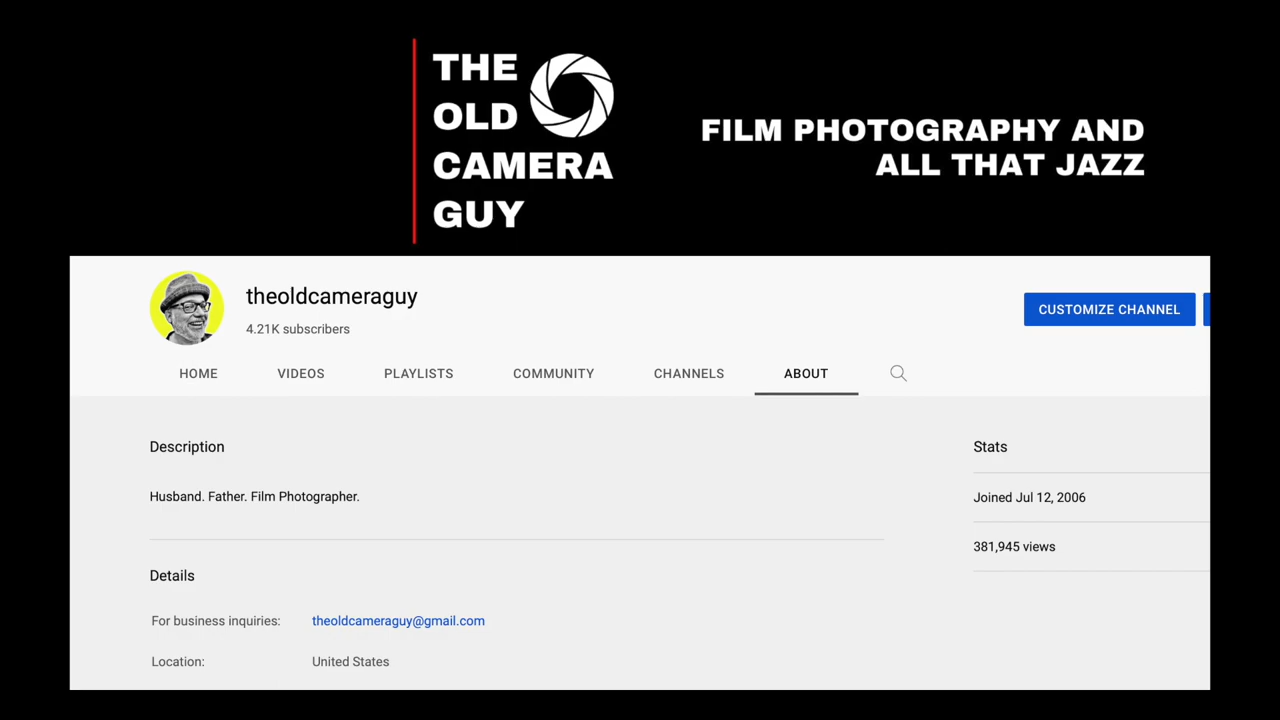 THE
OLD
CAMERA
GUY
FILM PHOTOGRAPHY AND
ALL THAT JAZZ
theoldcameraguy
4.21K subscribers
CUSTOMIZE CHANNEL
HOME VIDEOS PLAYLISTS COMMUNITY CHANNELS ABOUT
Description
Husband. Father. Film Photographer.
Stats
Joined Jul 12, 2006
381,945 views
Details
For business inquiries: theoldcameraguy@gmail.com
Location: United States